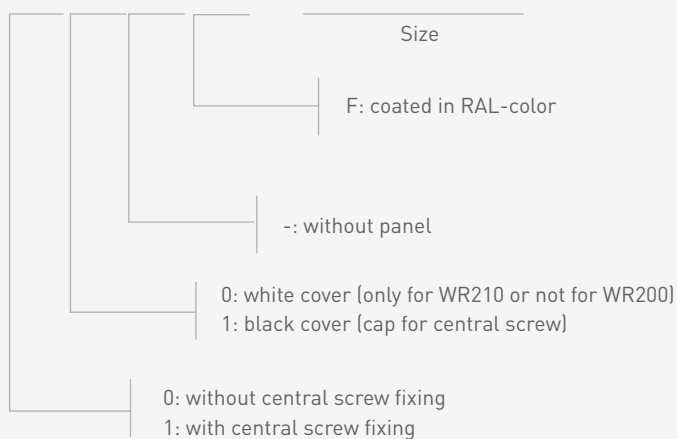 Size
F: coated in RAL-color
-: without panel
0: white cover (only for WR210 or not for WR200)
1: black cover (cap for central screw)
0: without central screw fixing
1: with central screw fixing